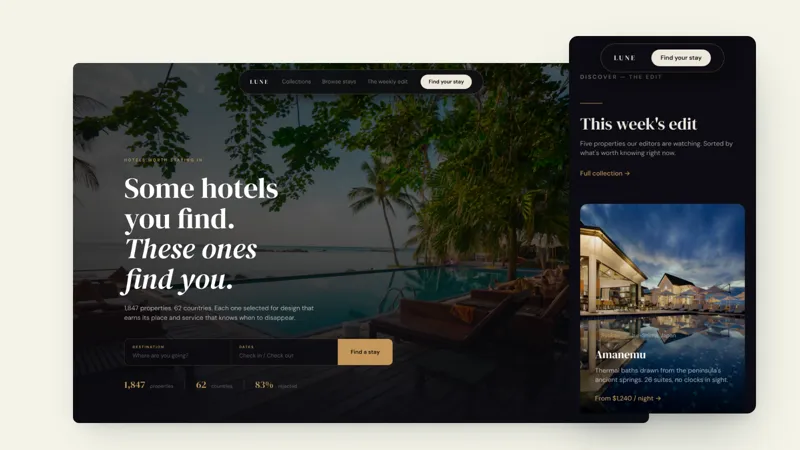 LUNE
Collections
Browse stays
The weekly edit
Find your stay
HOTELS WORTH STAYING IN
Some hotels
you find.
These ones
find you.
1,847 properties. 62 countries. Each one selected for design that
earns its place and service that knows when to disappear.
DESTINATION
Where are you going?
DATES
Check in / Check out
Find a stay
1,847 properties
62 countries
83%
LUNE
Find your stay
DISCOVER — THE EDIT
This week's edit
Five properties our editors are watching. Sorted by
what's worth knowing right now.
Full collection →
Amanemu
Thermal baths drawn from the peninsula's
ancient springs. 26 suites, no clocks in sight.
From $1,240 / night →